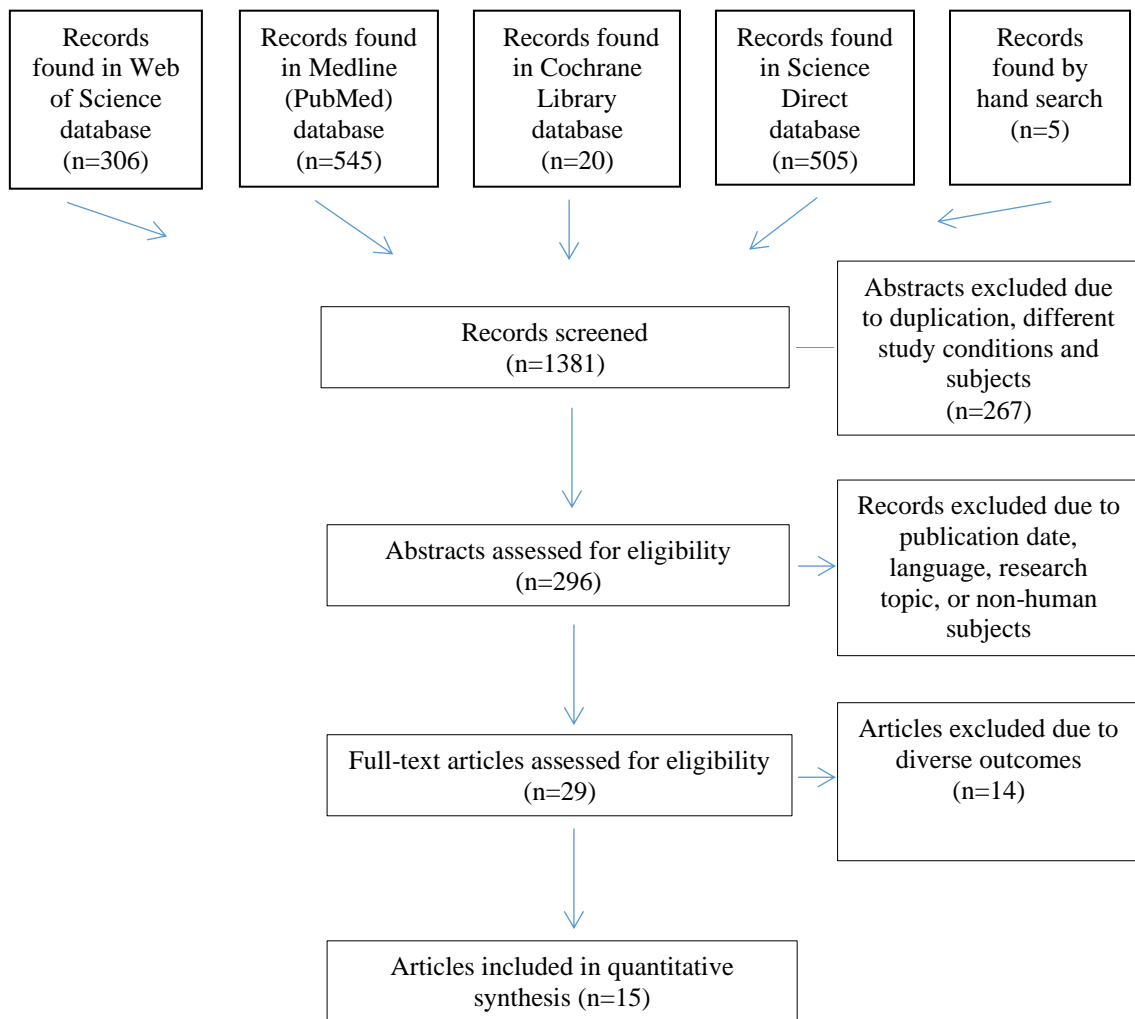 Records
found in Web
of Science
database
(n=306)
Records found
in Medline
(PubMed)
database
(n=545)
Records found
in Cochrane
Library
database
(n=20)
Records found
in Science
Direct
database
(n=505)
Records
found by
hand search
(n=5)
Records screened
(n=1381)
Abstracts excluded due
to duplication, different
study conditions and
subjects
(n=267)
Abstracts assessed for eligibility
(n=296)
Records excluded due to
publication date,
language, research
topic, or non-human
subjects
Full-text articles assessed for eligibility
(n=29)
Articles excluded due to
diverse outcomes
(n=14)
Articles included in quantitative
synthesis (n=15)